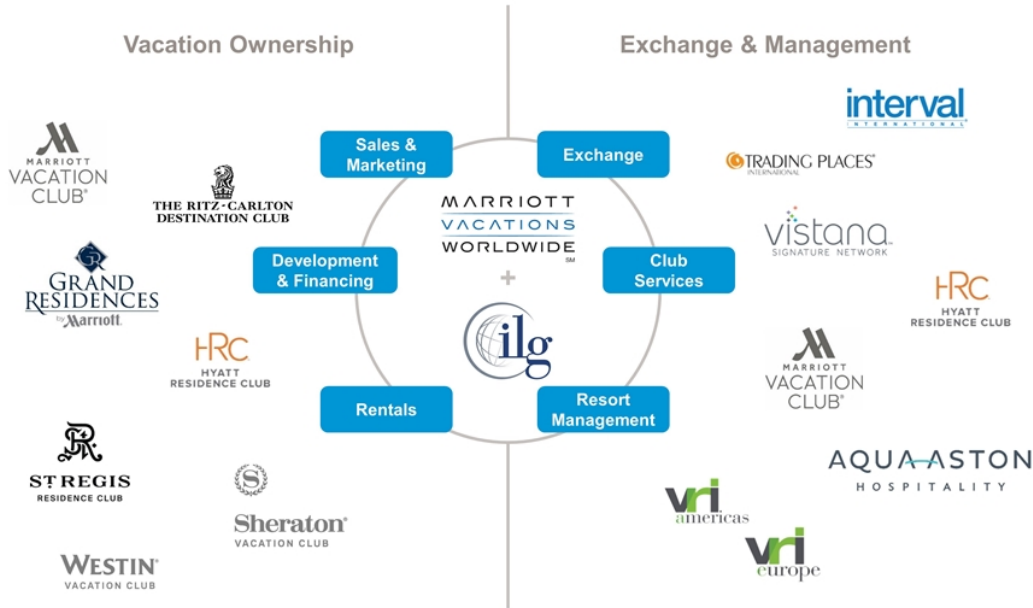 Vacation Ownership
Exchange & Management
MARRIOTT
VACATION
CLUB®
THE RITZ-CARLTON
DESTINATION CLUB
GR
GRAND
RESIDENCES
by Marriott.
HRC
HYATT
RESIDENCE CLUB
ST REGIS
RESIDENCE CLUB
S
Sheraton®
VACATION CLUB
WESTIN®
VACATION CLUB
Sales &
Marketing
Development
& Financing
Rentals
MARRIOTT
VACATIONS
WORLDWIDE
SM
+
ilg
Exchange
Club
Services
Resort
Management
interval
INTERNATIONAL®
TRADING PLACES®
INTERNATIONAL
vistana™
SIGNATURE NETWORK
HRC
HYATT
RESIDENCE CLUB
MARRIOTT
VACATION
CLUB®
AQUA-ASTON
HOSPITALITY
vri
americas
vri
europe